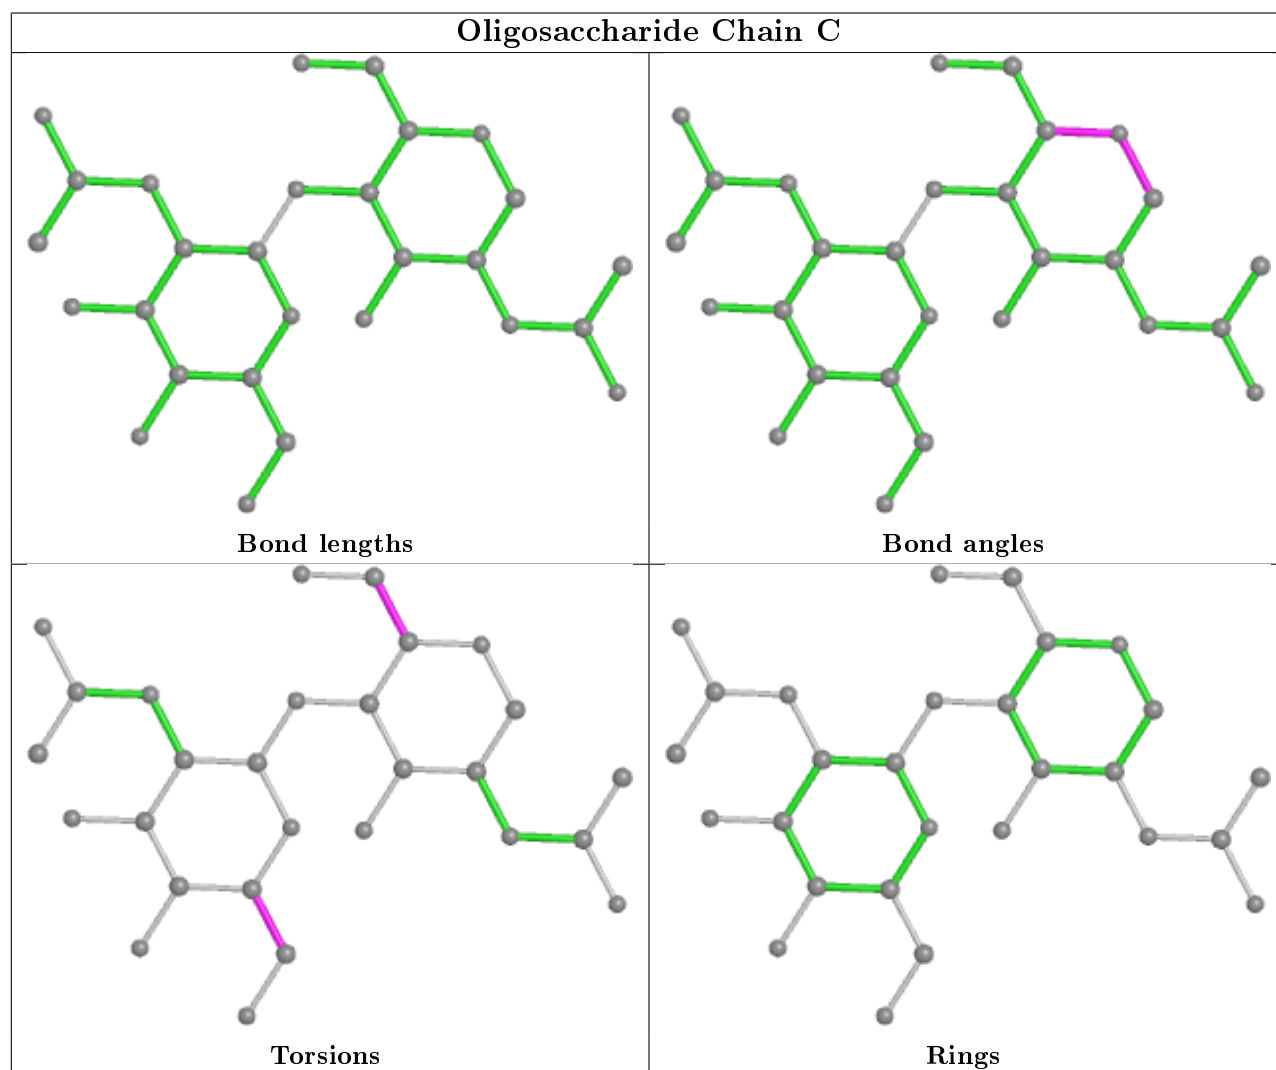 Oligosaccharide Chain C
Bond lengths
Bond angles
Torsions
Rings